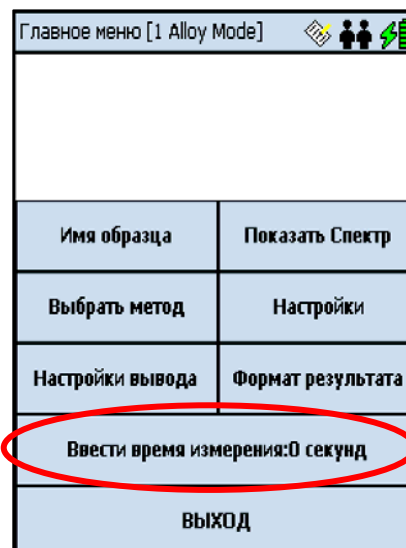 Главное меню [1 Alloy Mode]
Имя образца
Показать Спектр
Выбрать метод
Настройки
Настройки вывода
Формат результата
Ввести время измерения:0 секунд
ВЫХОД